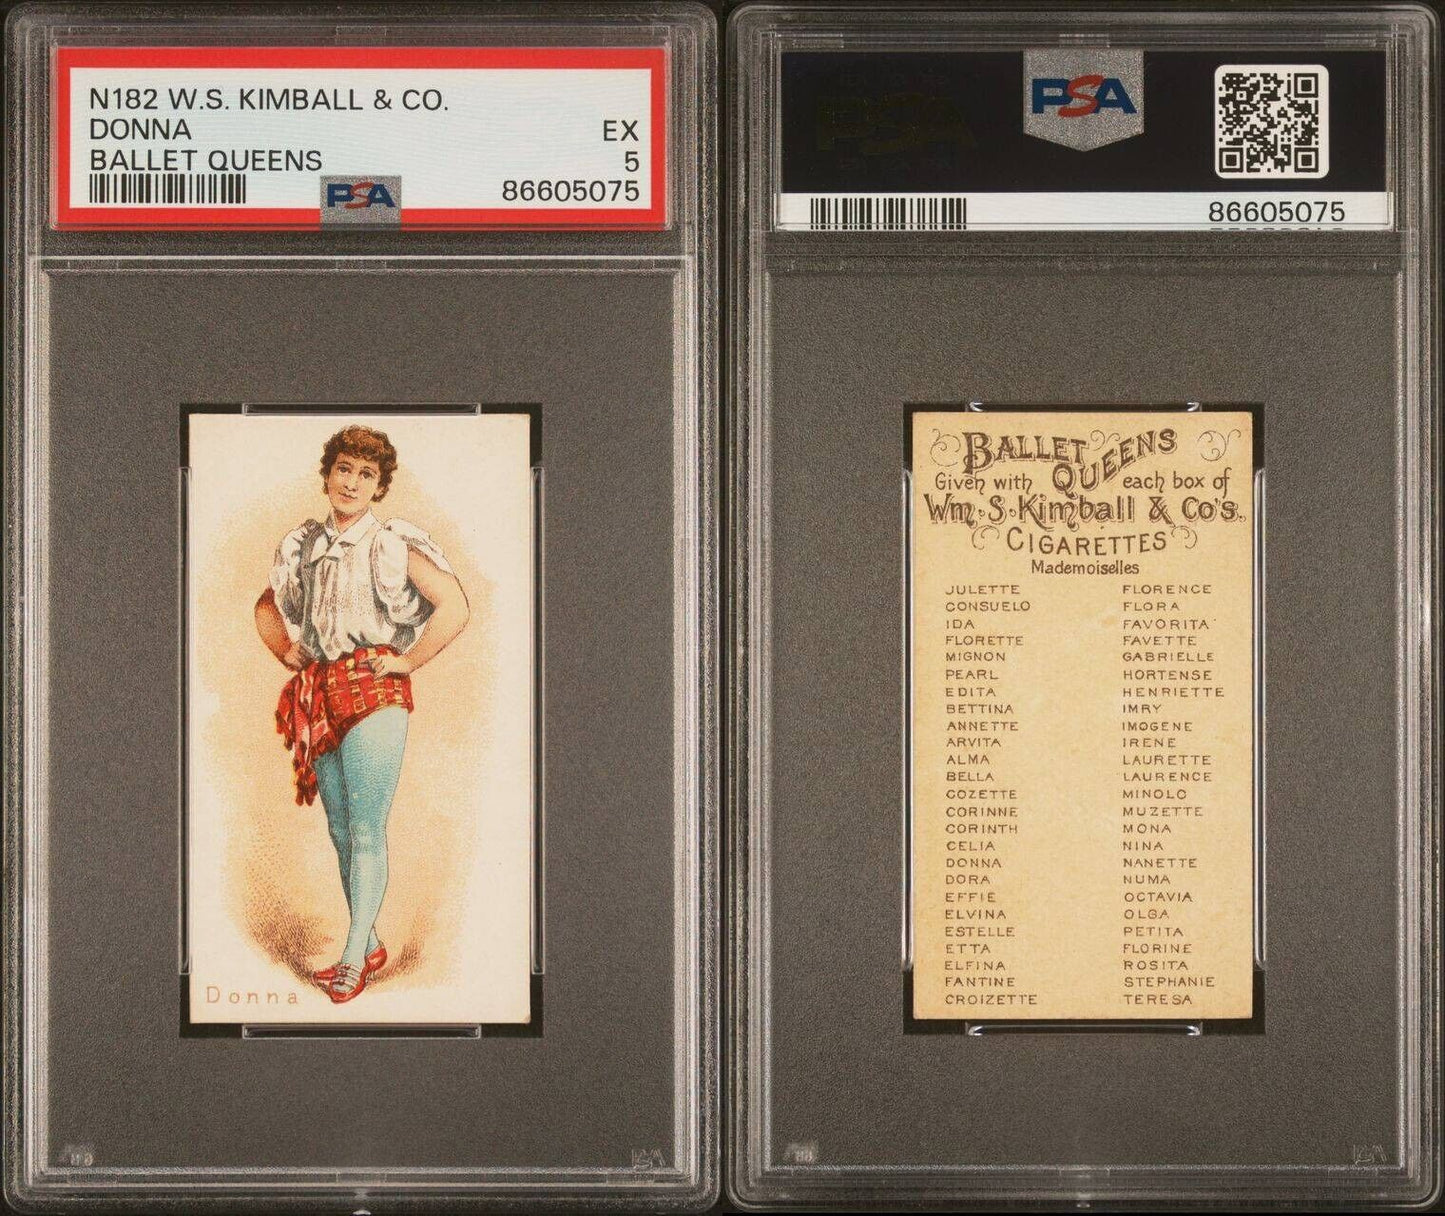 N182 W.S. KIMBALL & CO.
DONNA EX
BALLET QUEENS 5
PSA 86605075
Donna
PSA
86605075
BALLET QUEENS
Given with each box of
Wm. S. Kimball & Co's.
CIGARETTES
Mademoiselles
JULETTE FLORENCE
CONSUELO FLORA
IDA FAVORITA
FLORETTE FAVETTE
MIGNON GABRIELLE
PEARL HORTENSE
EDITA HENRIETTE
BETTINA IMRY
ANNETTE IMOGENE
ARVITA IRENE
ALMA LAURETTE
BELLA LAURENCE
COZETTE MINOLO
CORINNE MUZETTE
CORINTH MONA
CELIA NINA
DONNA NANETTE
DORA NUMA
EFFIE OCTAVIA
ELVINA OLGA
ESTELLE PETITA
ETTA FLORINE
ELFINA ROSITA
FANTINE STEPHANIE
CROIZETTE TERESA